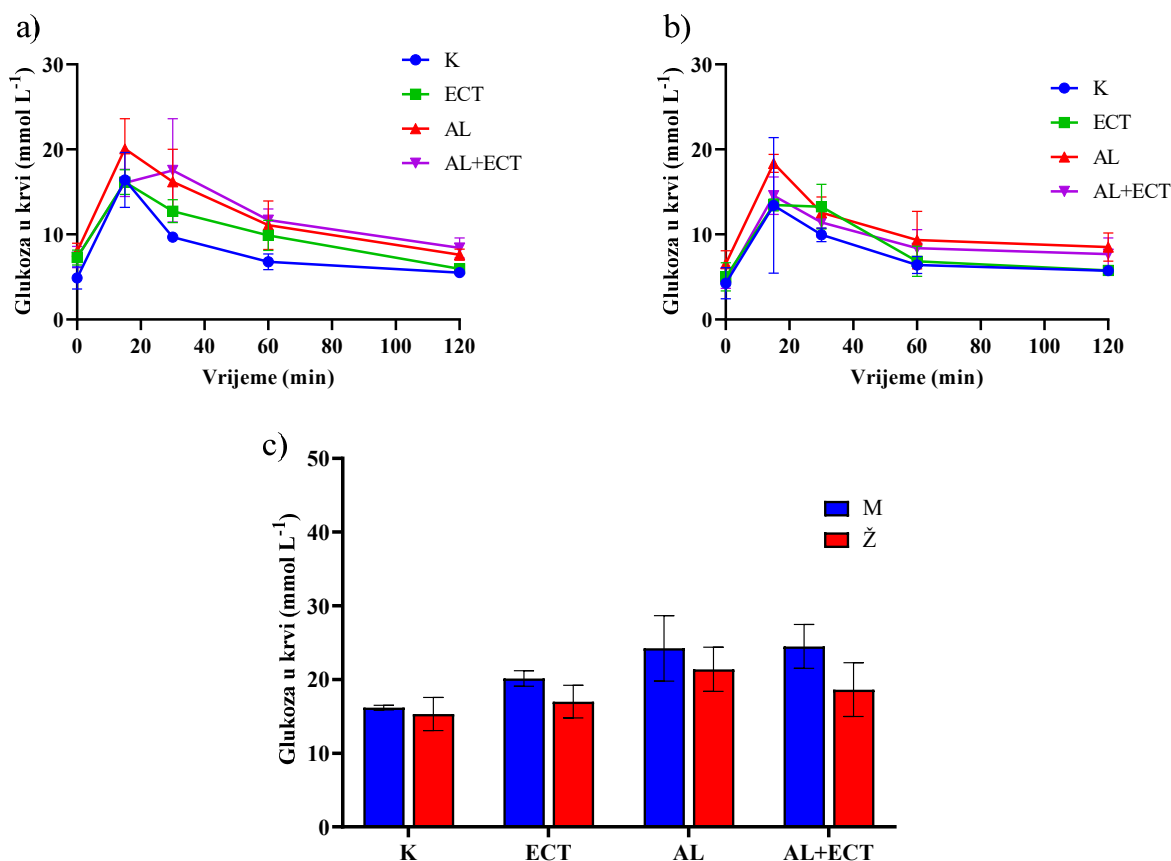 a)
Glukoza u krvi (mmol L⁻¹)
30
20
10
0
0 20 40 60 80 100 120
Vrijeme (min)
K
ECT
AL
AL+ECT
b)
Glukoza u krvi (mmol L⁻¹)
30
20
10
0
0 20 40 60 80 100 120
Vrijeme (min)
K
ECT
AL
AL+ECT
c)
Glukoza u krvi (mmol L⁻¹)
50
40
30
20
10
0
K ECT AL AL+ECT
M
Ž